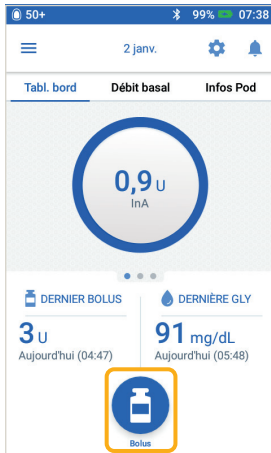 50+ 99% 07:38
2 janv.
Tabl. bord Débit basal Infos Pod
0,9 U
InA
DERNIER BOLUS DERNIÈRE GLY
3 U 91 mg/dL
Aujourd'hui (04:47) Aujourd'hui (05:48)
Bolus